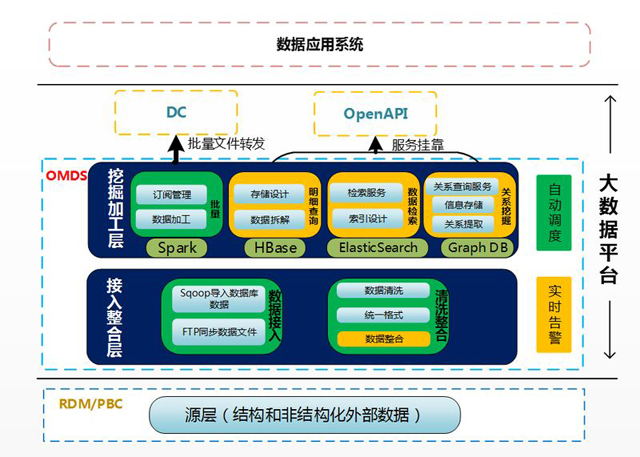 数据应用系统
DC
OpenAPI
批量文件转发
服务挂靠
OMDS
挖掘加工层
订阅管理
数据加工
批量
Spark
存储设计
数据拆解
明细查询
HBase
检索服务
索引设计
数据检索
ElasticSearch
关系查询服务
信息存储
关系提取
关系挖掘
Graph DB
自动调度
大数据平台
接入整合层
Sqoop导入数据库
数据
FTP同步数据文件
数据接入
数据清洗
统一格式
数据整合
清洗整合
实时告警
RDM/PBC
源层（结构和非结构化外部数据）